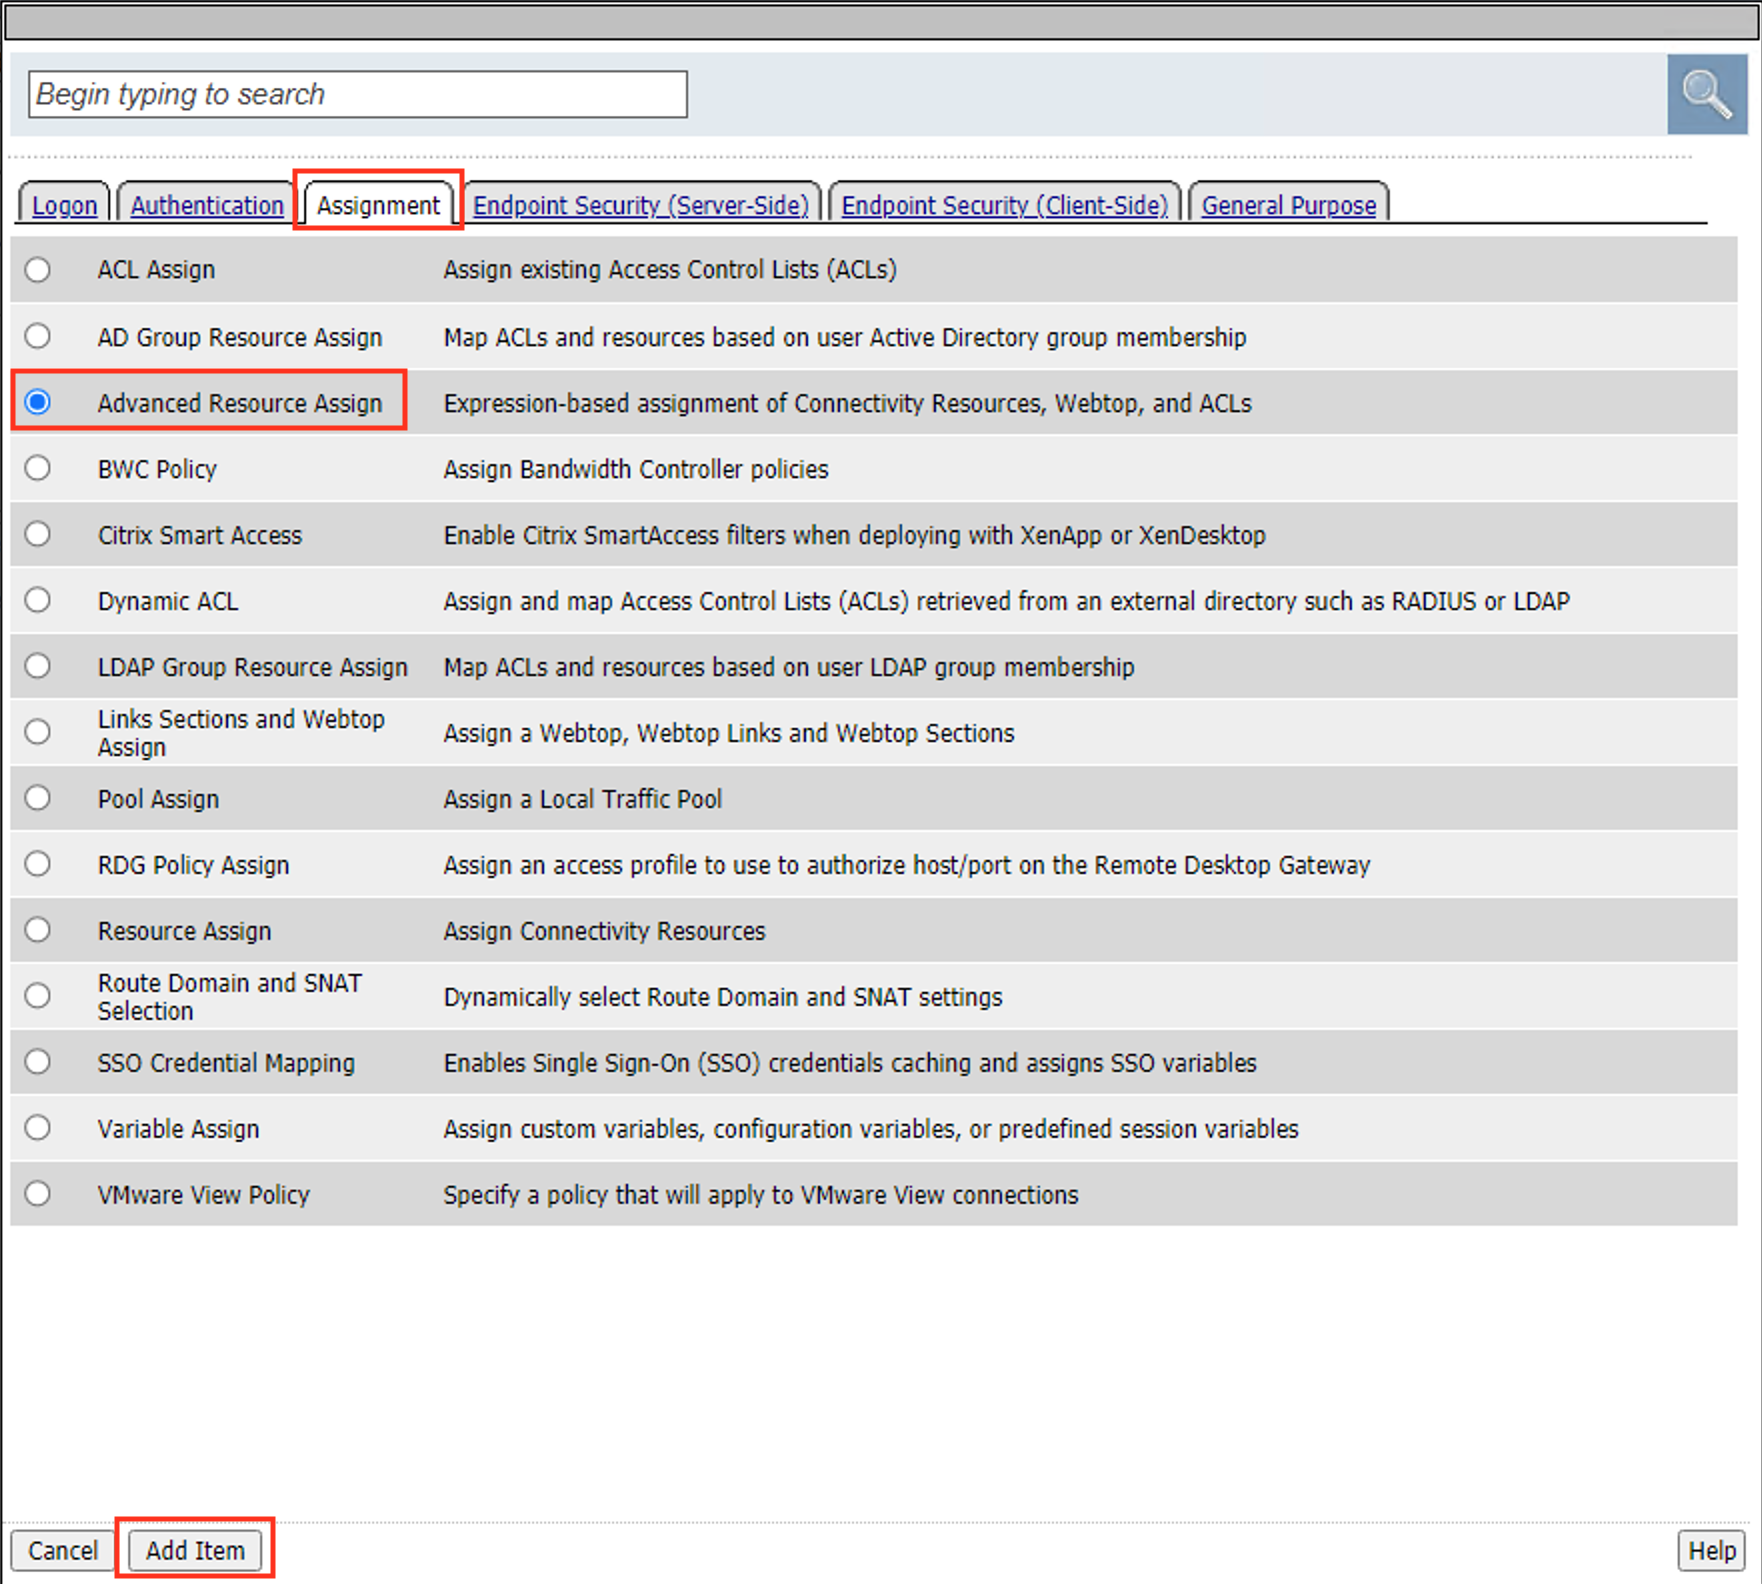 Begin typing to search
Logon Authentication Assignment Endpoint Security (Server-Side) Endpoint Security (Client-Side) General Purpose
ACL Assign Assign existing Access Control Lists (ACLs)
AD Group Resource Assign Map ACLs and resources based on user Active Directory group membership
Advanced Resource Assign Expression-based assignment of Connectivity Resources, Webtop, and ACLs
BWC Policy Assign Bandwidth Controller policies
Citrix Smart Access Enable Citrix SmartAccess filters when deploying with XenApp or XenDesktop
Dynamic ACL Assign and map Access Control Lists (ACLs) retrieved from an external directory such as RADIUS or LDAP
LDAP Group Resource Assign Map ACLs and resources based on user LDAP group membership
Links Sections and Webtop
Assign
Assign a Webtop, Webtop Links and Webtop Sections
Pool Assign Assign a Local Traffic Pool
RDG Policy Assign Assign an access profile to use to authorize host/port on the Remote Desktop Gateway
Resource Assign Assign Connectivity Resources
Route Domain and SNAT
Selection
Dynamically select Route Domain and SNAT settings
SSO Credential Mapping Enables Single Sign-On (SSO) credentials caching and assigns SSO variables
Variable Assign Assign custom variables, configuration variables, or predefined session variables
VMware View Policy Specify a policy that will apply to VMware View connections
Cancel Add Item Help